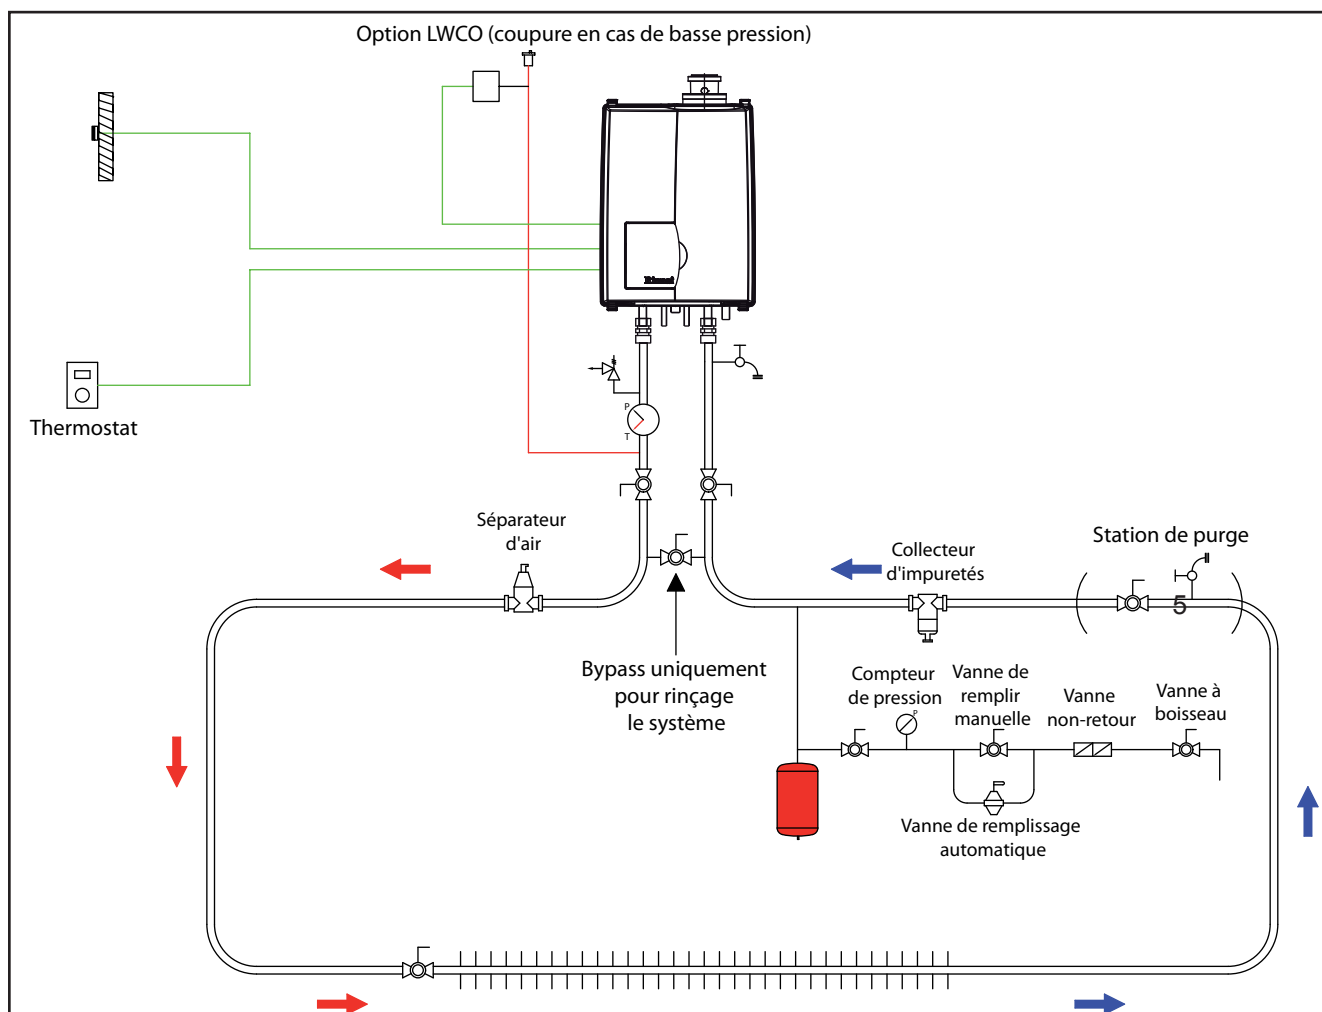 Option LWCO (coupure en cas de basse pression)
Rinnai
Thermostat
P
T
Séparateur
d'air
Collecteur
d'impuretés
Station de purge
5
Bypass uniquement
pour rinçage
le système
Compteur
de pression
P
Vanne de
remplir
manuelle
Vanne
non-retour
Vanne à
boisseau
Vanne de remplissage
automatique